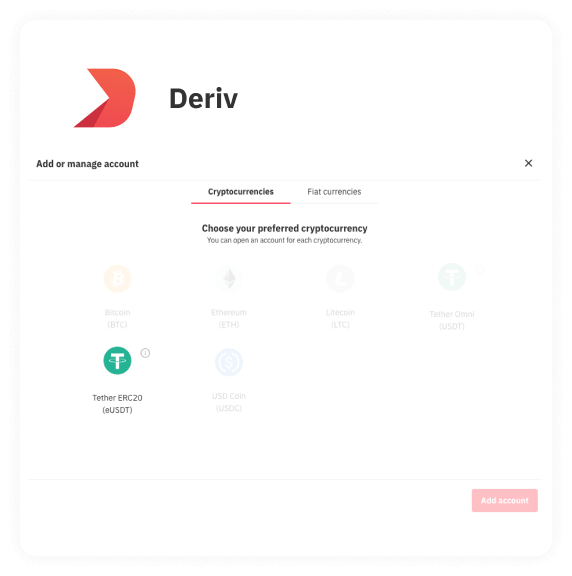 Deriv
Add or manage account
Cryptocurrencies
Fiat currencies
Choose your preferred cryptocurrency
You can open an account for each cryptocurrency.
Bitcoin
(BTC)
Ethereum
(ETH)
Litecoin
(LTC)
Tether Omni
(USDT)
Tether ERC20
(eUSDT)
USD Coin
(USDC)
Add account